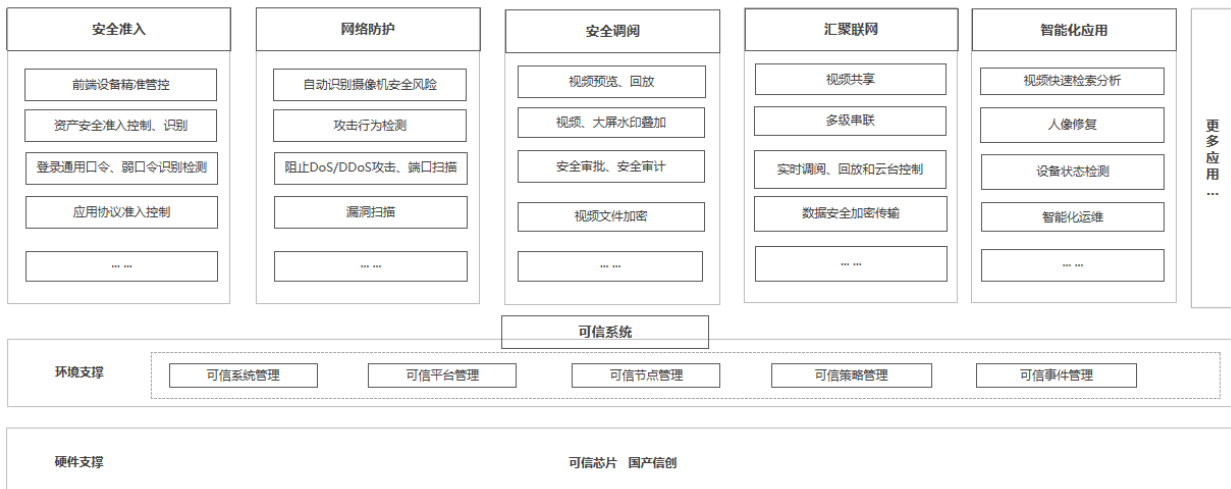 安全准入
前端设备精准管控
资产安全准入控制、识别
登录通用口令、弱口令识别检测
应用协议准入控制
... ...
网络防护
自动识别摄像机安全风险
攻击行为检测
阻止DoS/DDoS攻击、端口扫描
漏洞扫描
... ...
安全调阅
视频预览、回放
视频、大屏水印叠加
安全审批、安全审计
视频文件加密
... ...
汇聚联网
视频共享
多级串联
实时调阅、回放和云台控制
数据安全加密传输
... ...
智能化应用
视频快速检索分析
人像修复
设备状态检测
智能化运维
... ...
更多应用...
可信系统
环境支撑
可信系统管理
可信平台管理
可信节点管理
可信策略管理
可信事件管理
硬件支撑
可信芯片 国产信创